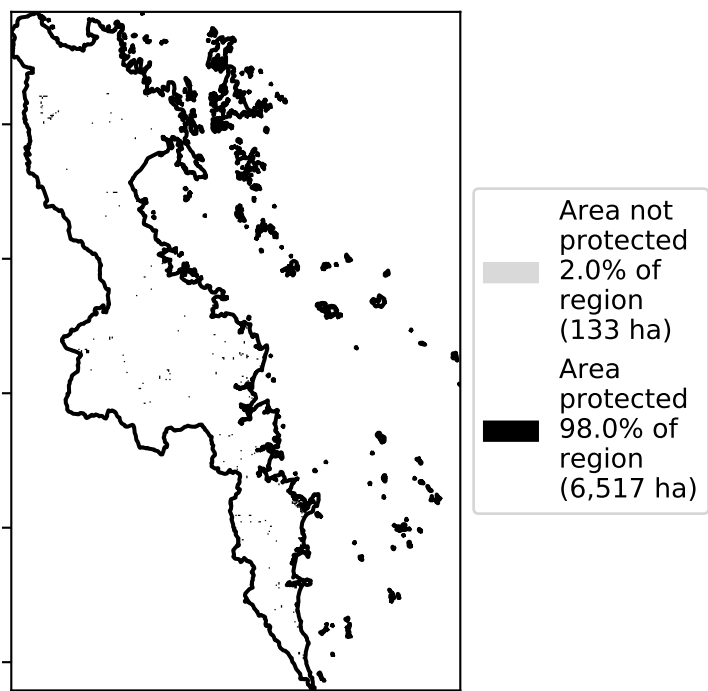 Area not
protected
2.0% of
region
(133 ha)
Area
protected
98.0% of
region
(6,517 ha)